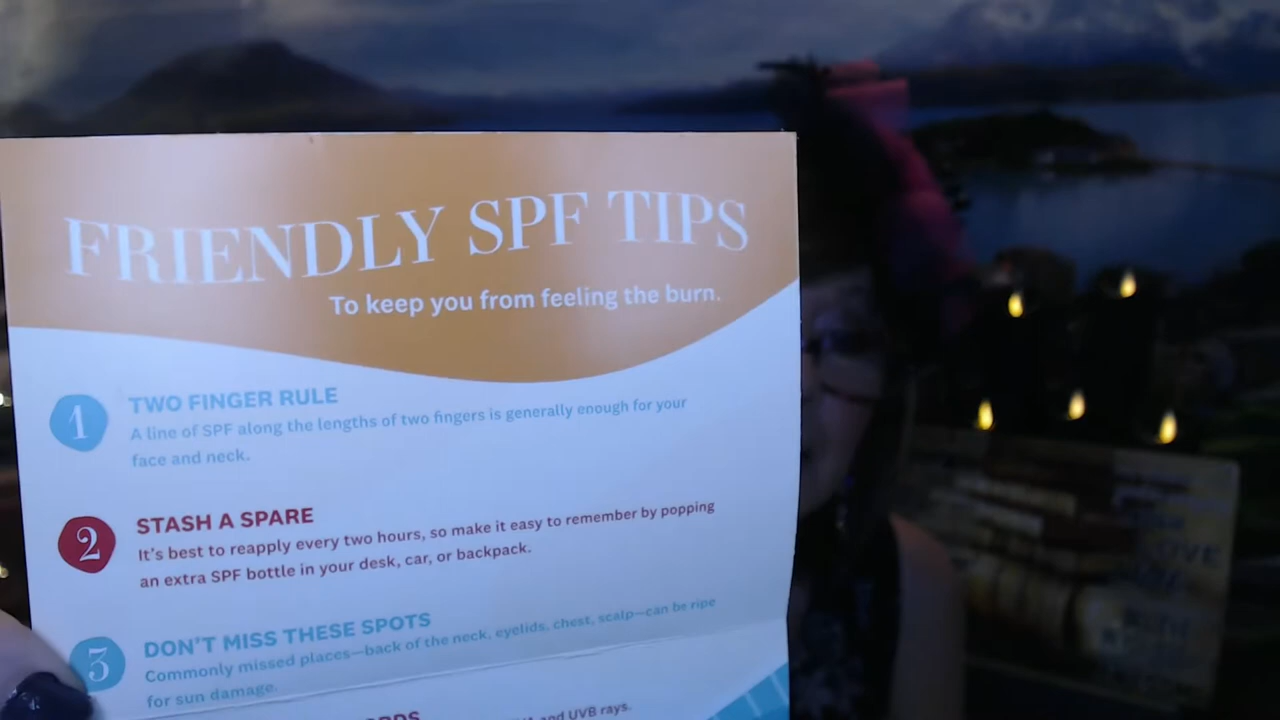 FRIENDLY SPF TIPS
To keep you from feeling the burn.
1
TWO FINGER RULE
A line of SPF along the lengths of two fingers is generally enough for your
face and neck.
2
STASH A SPARE
It's best to reapply every two hours, so make it easy to remember by popping
an extra SPF bottle in your desk, car, or backpack.
3
DON'T MISS THESE SPOTS
Commonly missed places—back of the neck, eyelids, chest, scalp—can be ripe
for sun damage.
and UVB rays.